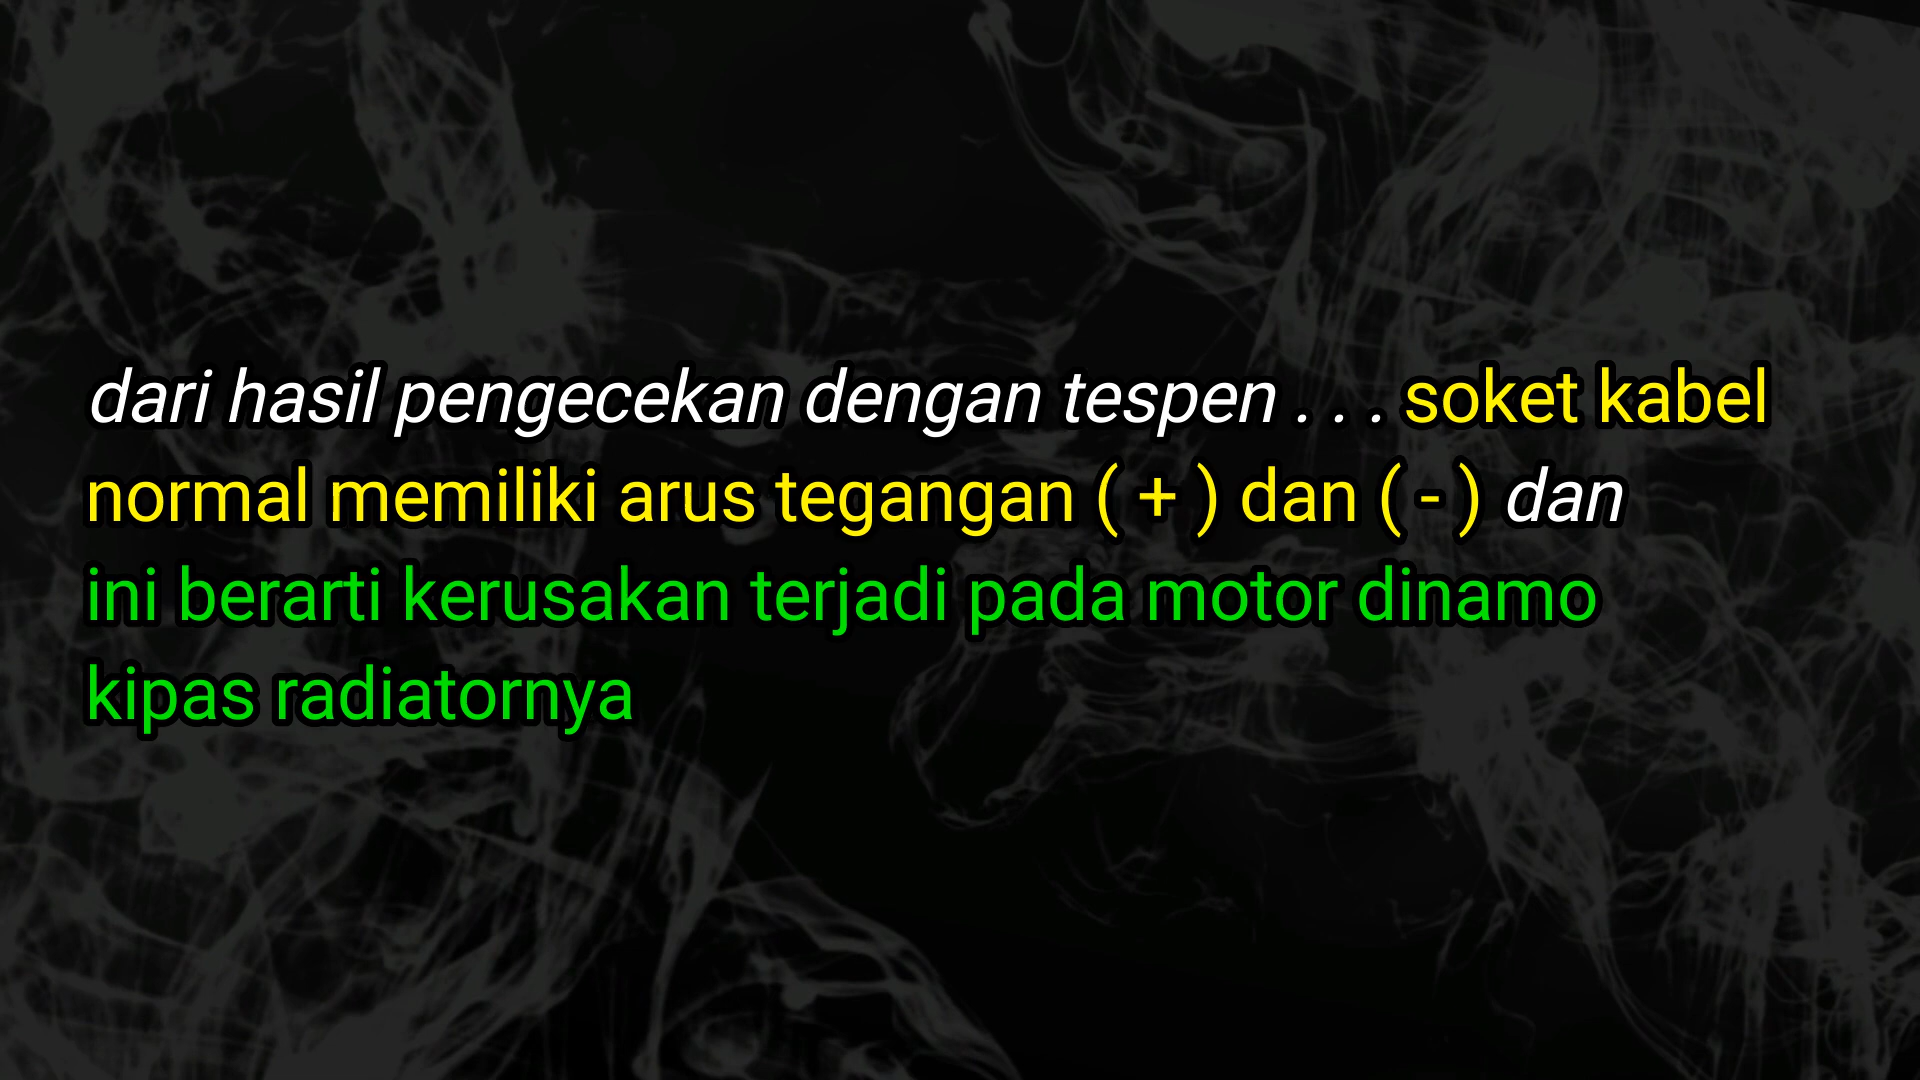 dari hasil pengecekan dengan tespen . . . soket kabel
normal memiliki arus tegangan ( + ) dan ( - ) dan
ini berarti kerusakan terjadi pada motor dinamo
kipas radiatornya